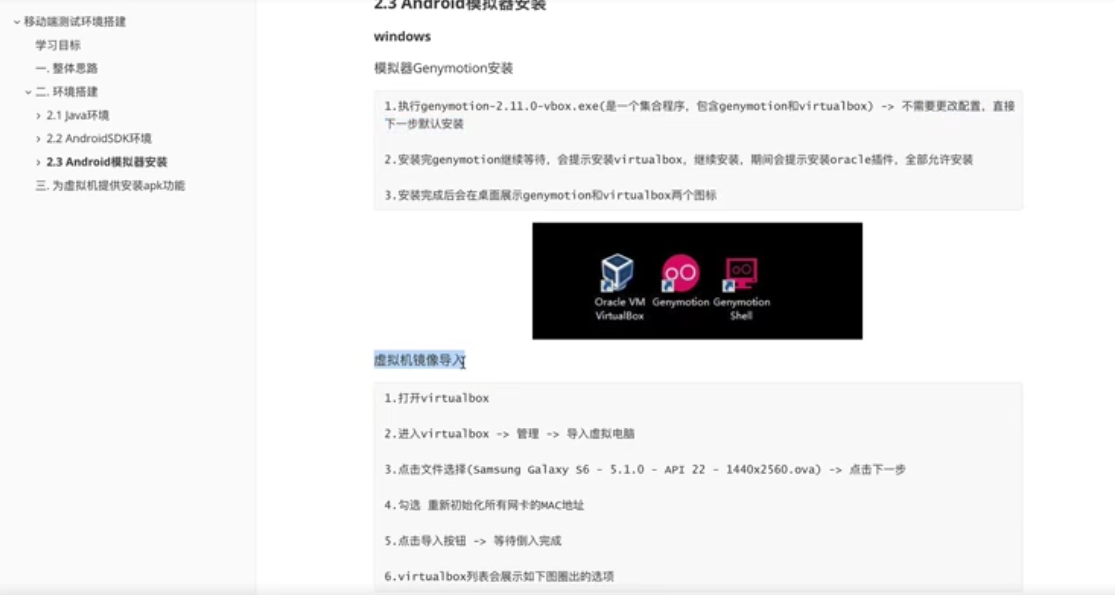 移动端测试环境搭建
学习目标
一. 整体思路
二. 环境搭建
2.1 Java环境
2.2 AndroidSDK环境
2.3 Android模拟器安装
三. 为虚拟机提供安装apk功能
2.3 Android模拟器安装
windows
模拟器Genymotion安装
1.执行genymotion-2.11.0-vbox.exe(是一个集合程序，包含genymotion和virtualbox) -> 不需要更改配置，直接
下一步默认安装
2.安装完genymotion继续等待，会提示安装virtualbox，继续安装，期间会提示安装oracle插件，全部允许安装
3.安装完成后会在桌面展示genymotion和virtualbox两个图标
Oracle VM
VirtualBox
Genymotion
Genymotion
Shell
虚拟机镜像导入
1.打开virtualbox
2.进入virtualbox -> 管理 -> 导入虚拟电脑
3.点击文件选择(Samsung Galaxy S6 - 5.1.0 - API 22 - 1440x2560.ova) -> 点击下一步
4.勾选 重新初始化所有网卡的MAC地址
5.点击导入按钮 -> 等待倒入完成
6.virtualbox列表会展示如下图圈出的选项